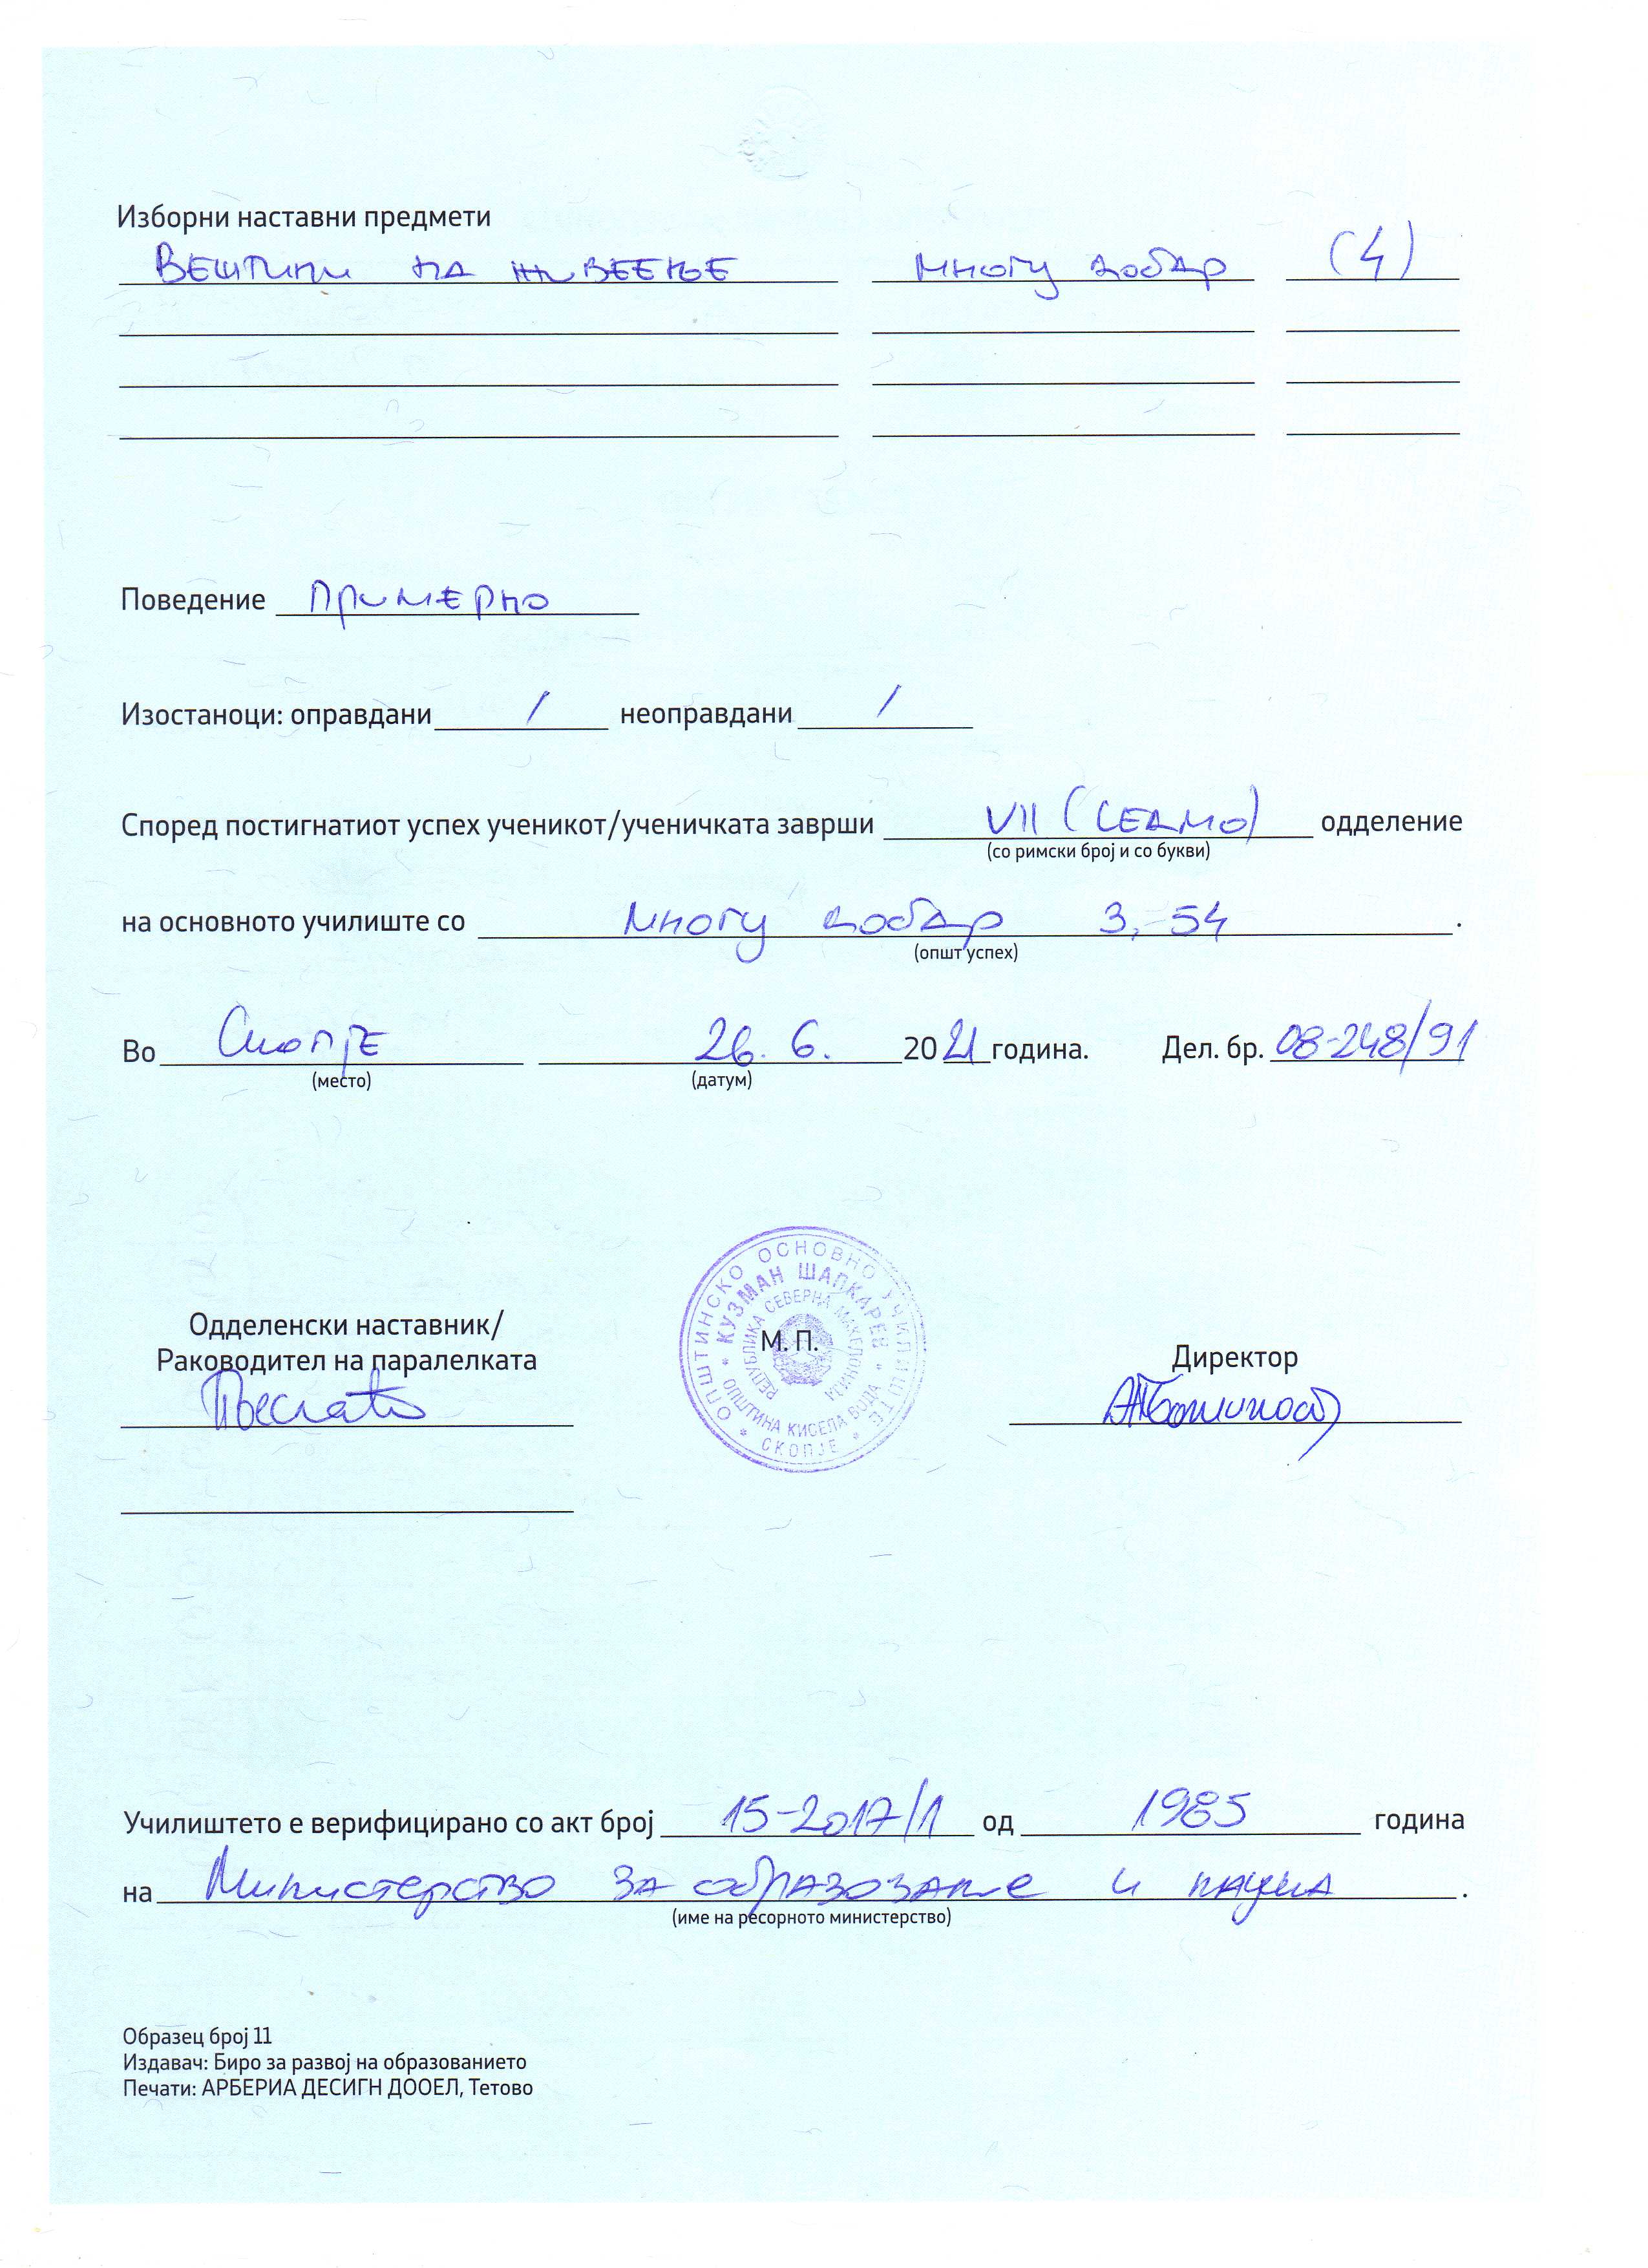 Изборни наставни предмети
ВЕШТИНИ НА ЖИВЕЕЊЕ многу добар (4)
Поведение Примерно
Изостаноци: оправдани / неоправдани /
Според постигнатиот успех ученикот/ученичката заврши VII (СЕДМО) одделение
(со римски број и со букви)
на основното училиште со многу добар 3,-54.
(општ успех)
Во Скопје 26. 6. 2021 година. Дел. бр. 08-248/91
(место) (датум)
ОПШТИНСКО ОСНОВНО УЧИЛИШТЕ
"КУЗМАН ШАПКАРЕВ"
РЕПУБЛИКА СЕВЕРНА МАКЕДОНИЈА
ОПШТИНА КИСЕЛА ВОДА
* СКОПЈЕ *
М. П.
Одделенски наставник/
Раководител на паралелката
Директор
Училиштето е верифицирано со акт број 15-2017/1 од 1985 година
на Министерство за образование и наука.
(име на ресорното министерство)
Образец број 11
Издавач: Биро за развој на образованието
Печати: АРБЕРИА ДЕСИГН ДООЕЛ, Тетово